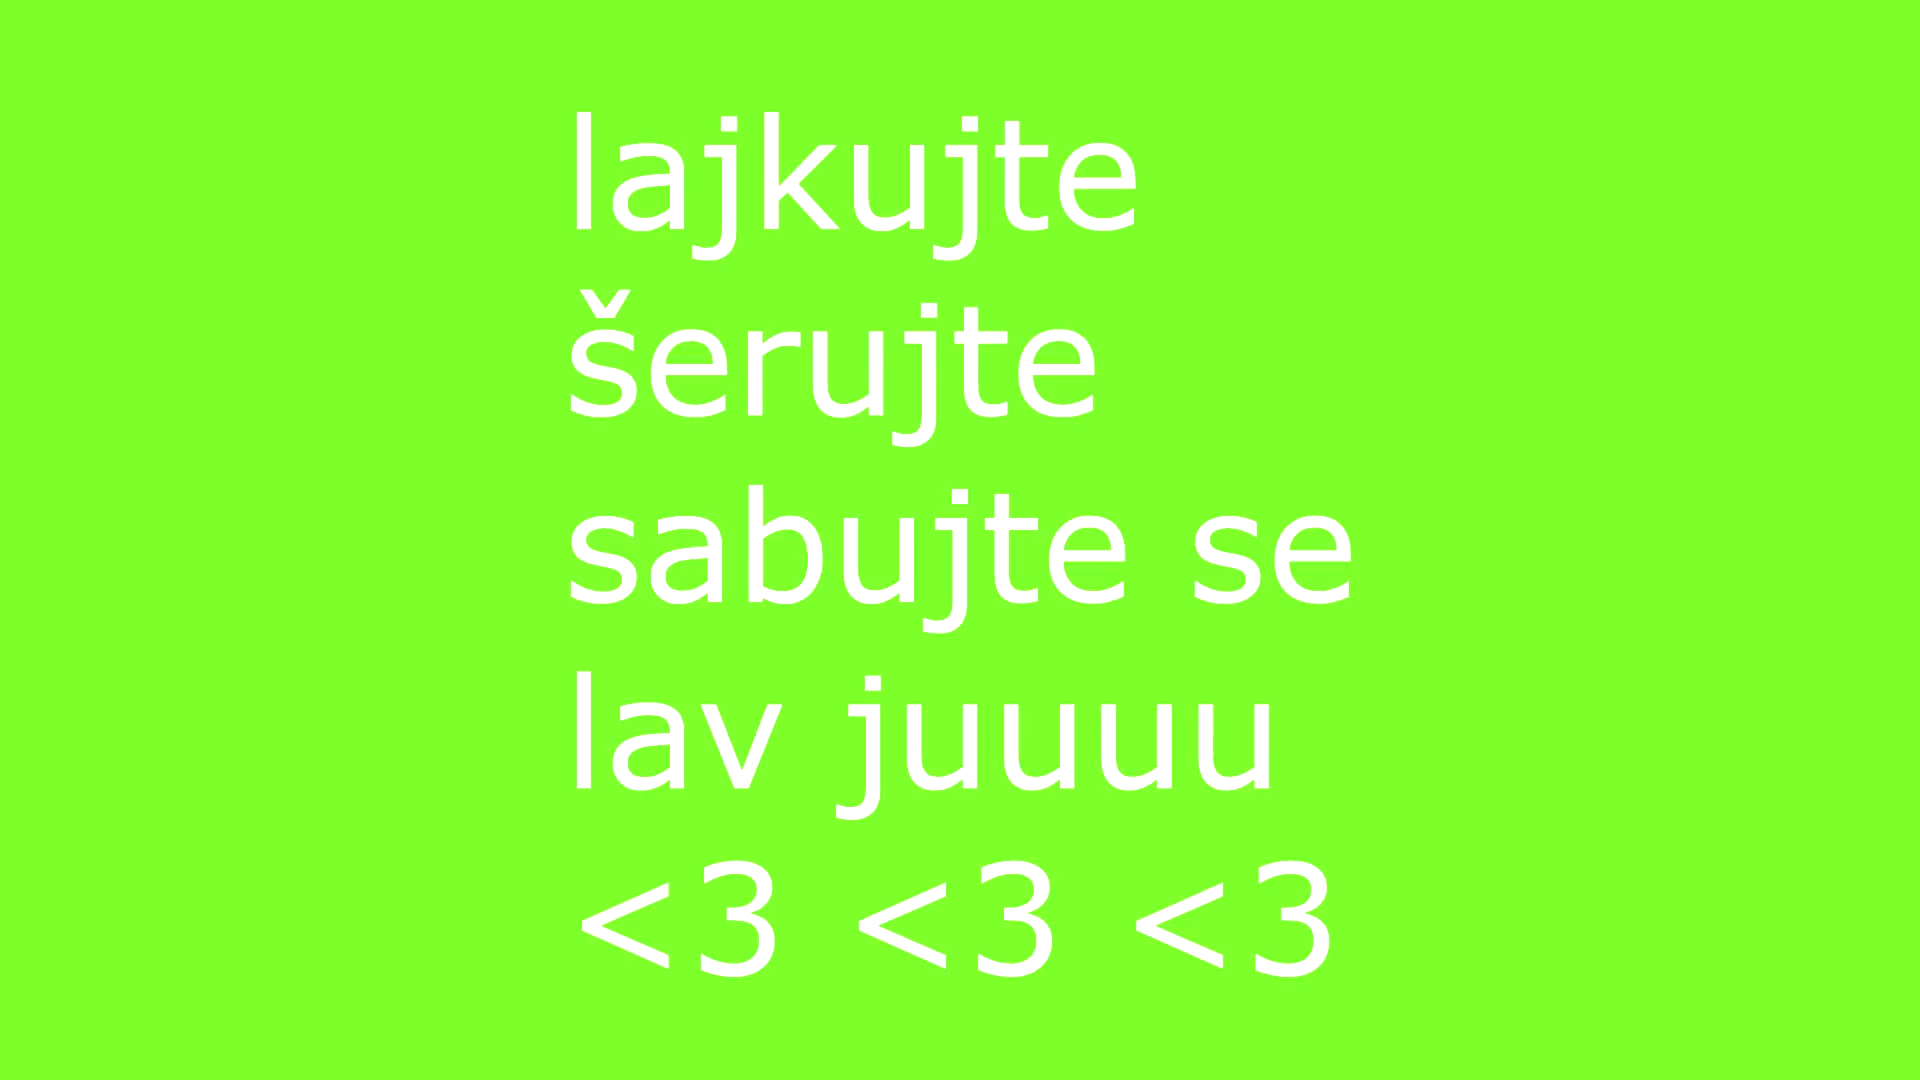 lajkujte
šerujte
sabujte se
lav juuuu
<3 <3 <3